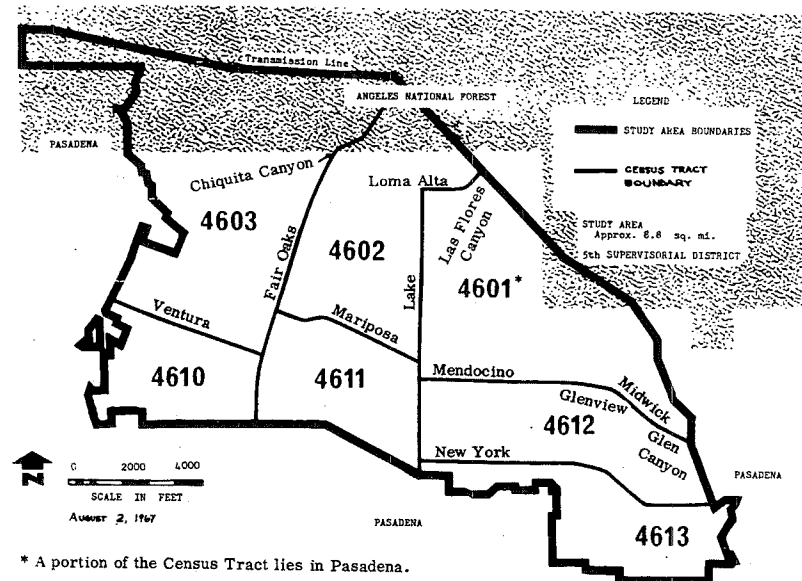 Transmission Line
ANGELES NATIONAL FOREST
PASADENA
LEGEND
STUDY AREA BOUNDARIES
CENSUS TRACT
BOUNDARY
STUDY AREA
Approx. 8.8 sq. mi.
5th SUPERVISORIAL DISTRICT
Chiquita Canyon
Loma Alta
4603
4602
Las Flores
Canyon
Fair Oaks
Lake
4601*
Ventura
Mariposa
4610
4611
Mendocino
Midwick
Glenview
4612
Glen
Canyon
New York
N
0 2000 4000
SCALE IN FEET
AUGUST 2, 1967
PASADENA
PASADENA
4613
* A portion of the Census Tract lies in Pasadena.